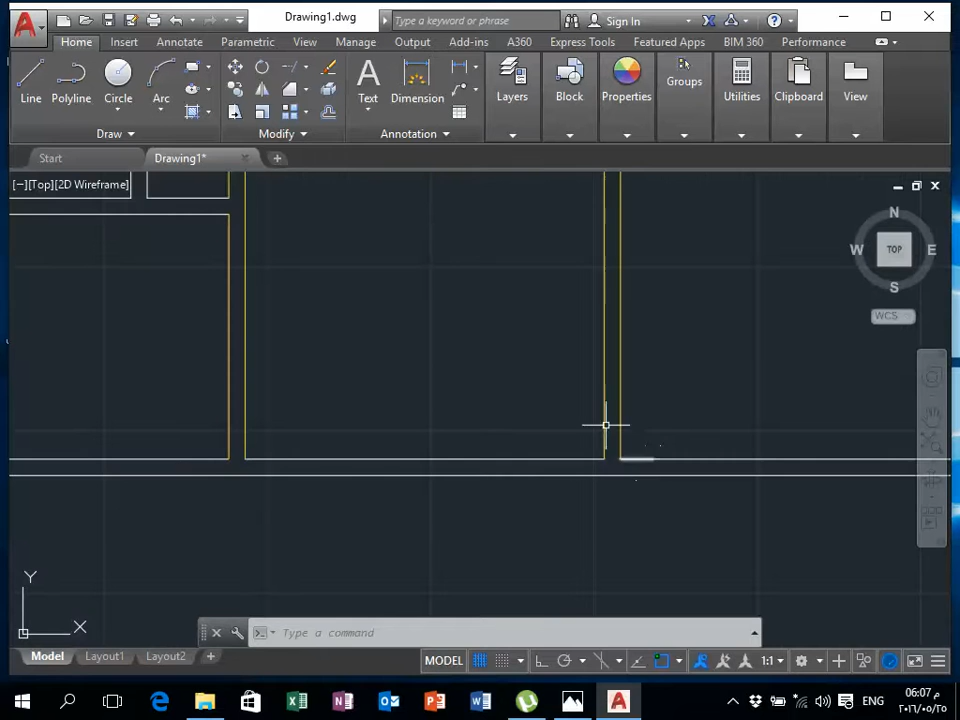 Drawing1.dwg
Type a keyword or phrase
Sign In
Home Insert Annotate Parametric View Manage Output Add-ins A360 Express Tools Featured Apps BIM 360 Performance
Line Polyline Circle Arc Text Dimension Layers Block Properties Groups Utilities Clipboard View
Draw Modify Annotation
Start Drawing1*
[−][Top][2D Wireframe]
N
W TOP E
S
WCS
Y
X
Type a command
Model Layout1 Layout2 MODEL 1:1
ENG
06:07 م
٢٠١٦/٠٥/٢٥